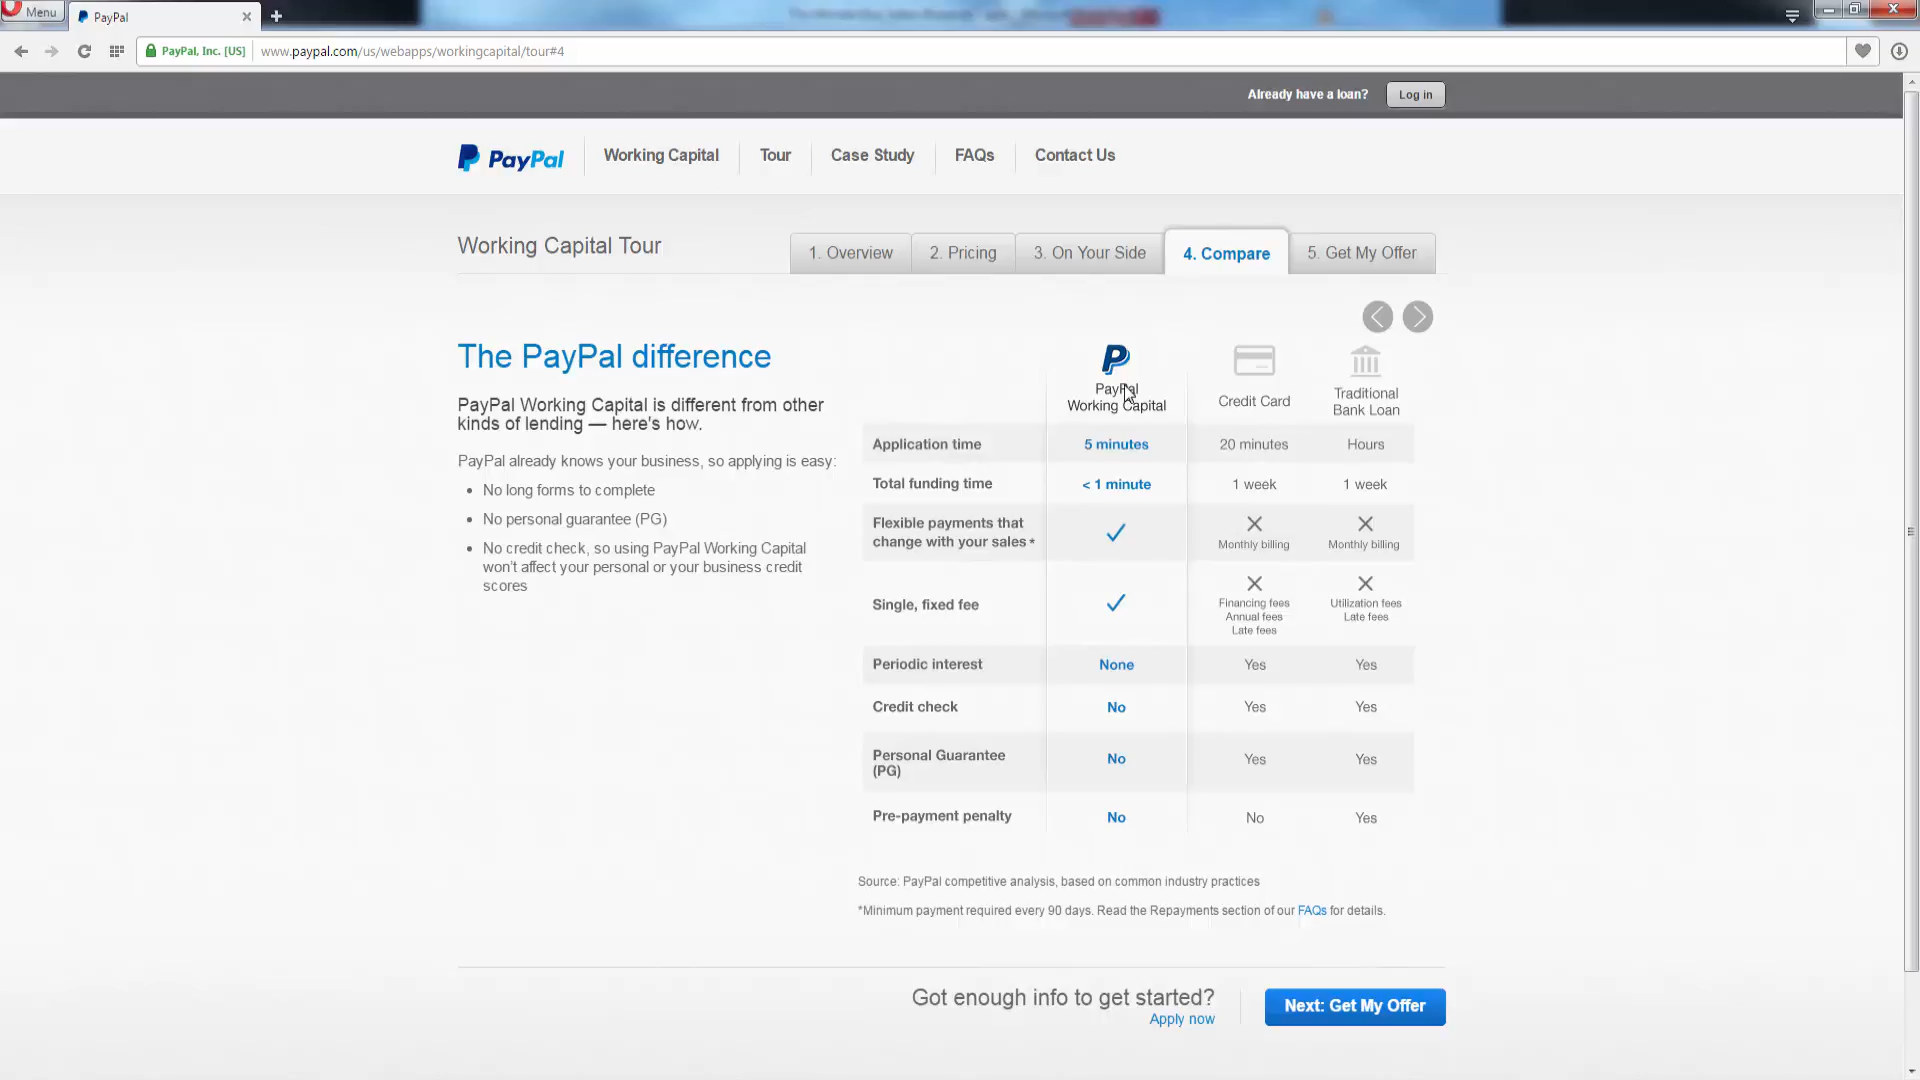 Menu
PayPal
PayPal, Inc. [US]
www.paypal.com/us/webapps/workingcapital/tour#4
Already have a loan?
Log in
PayPal
Working Capital
Tour
Case Study
FAQs
Contact Us
Working Capital Tour
1. Overview
2. Pricing
3. On Your Side
4. Compare
5. Get My Offer
The PayPal difference
PayPal Working Capital is different from other
kinds of lending — here's how.
PayPal already knows your business, so applying is easy:
• No long forms to complete
• No personal guarantee (PG)
• No credit check, so using PayPal Working Capital
won't affect your personal or your business credit
scores
PayPal
Working Capital
Credit Card
Traditional
Bank Loan
Application time
5 minutes
20 minutes
Hours
Total funding time
< 1 minute
1 week
1 week
Flexible payments that
change with your sales *
Monthly billing
Monthly billing
Single, fixed fee
Financing fees
Annual fees
Late fees
Utilization fees
Late fees
Periodic interest
None
Yes
Yes
Credit check
No
Yes
Yes
Personal Guarantee
(PG)
No
Yes
Yes
Pre-payment penalty
No
No
Yes
Source: PayPal competitive analysis, based on common industry practices
*Minimum payment required every 90 days. Read the Repayments section of our FAQs for details.
Got enough info to get started?
Apply now
Next: Get My Offer